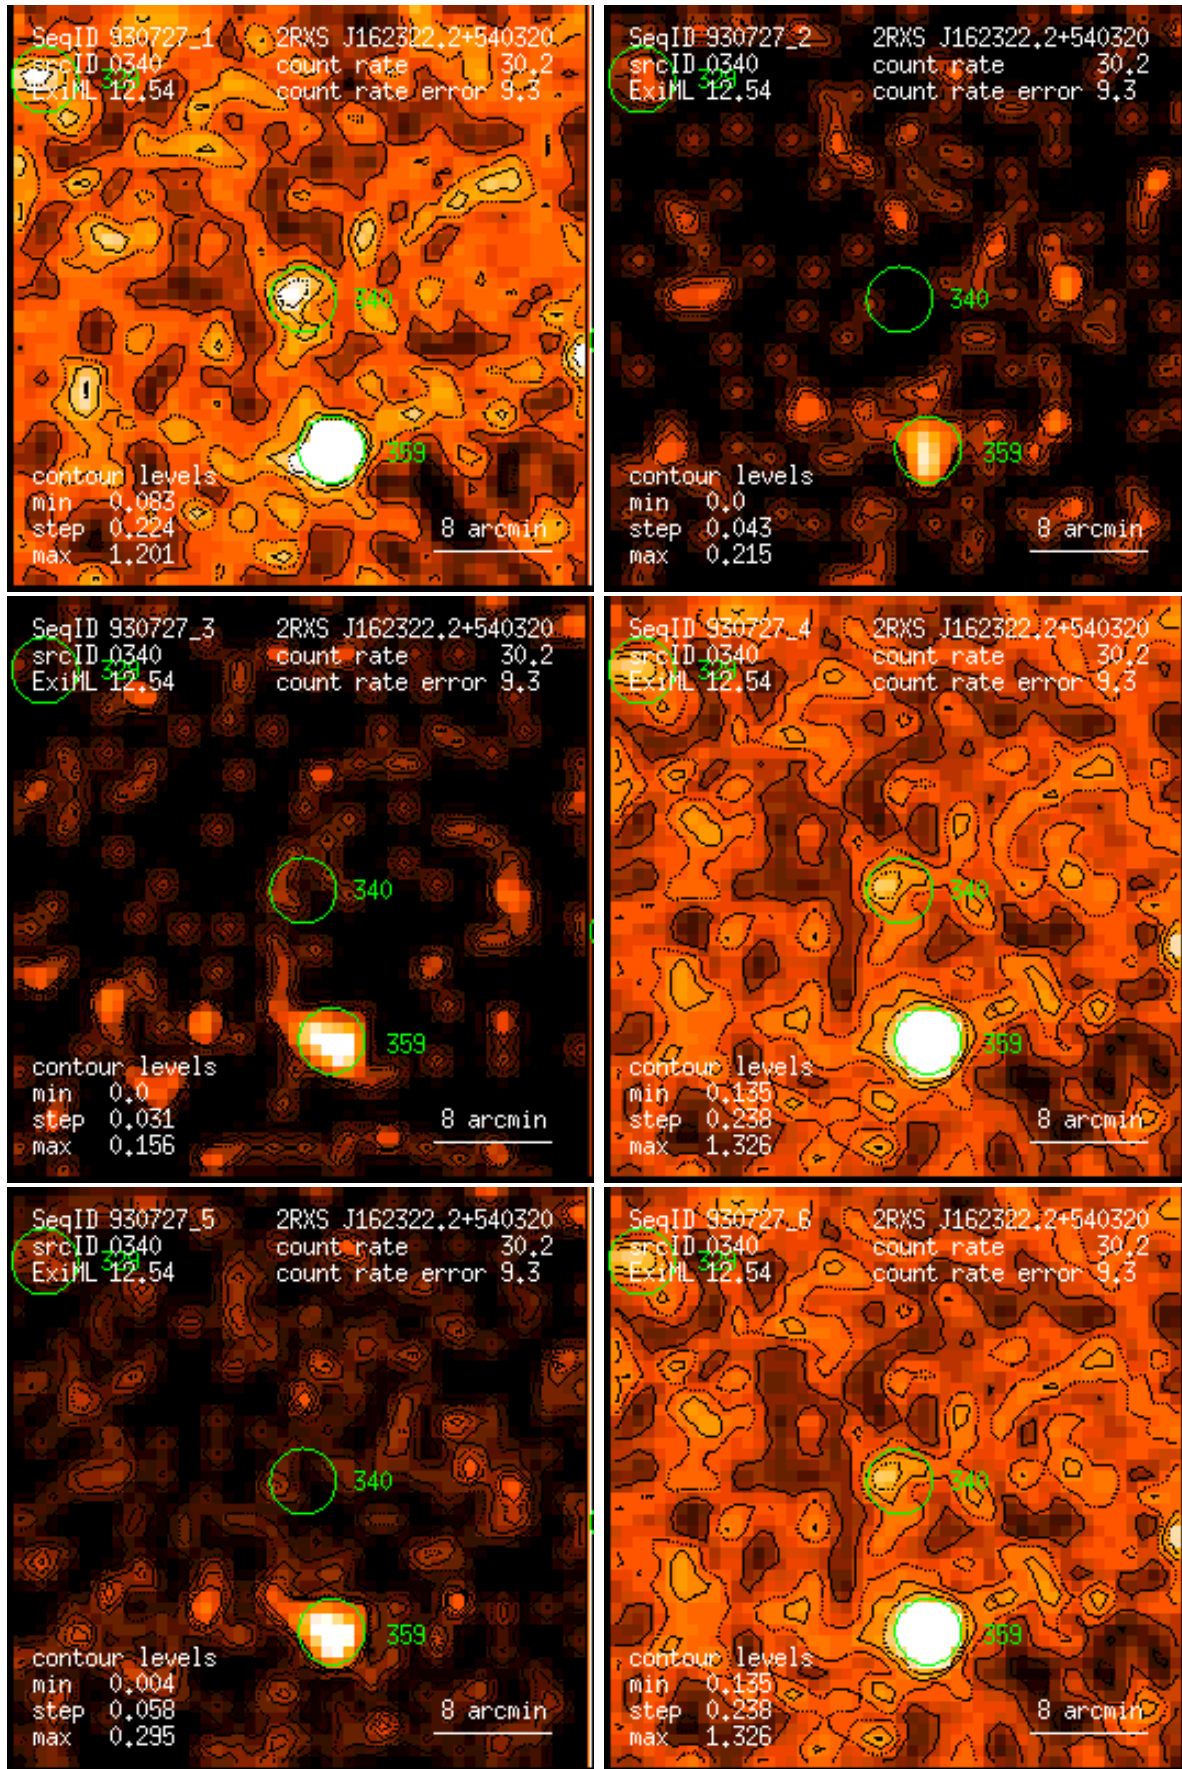 SeqID 930727_1 2RXS J162322.2+540320
srcID 0340 329 count rate 30.2
ExiML 12.54 count rate error 9.3
340
359
contour levels
min 0.083
step 0.224 8 arcmin
max 1.201
SeqID 930727_2 2RXS J162322.2+540320
srcID 0340 329 count rate 30.2
ExiML 12.54 count rate error 9.3
340
359
contour levels
min 0.0
step 0.043 8 arcmin
max 0.215
SeqID 930727_3 2RXS J162322.2+540320
srcID 0340 329 count rate 30.2
ExiML 12.54 count rate error 9.3
340
359
contour levels
min 0.0
step 0.031 8 arcmin
max 0.156
SeqID 930727_4 2RXS J162322.2+540320
srcID 0340 329 count rate 30.2
ExiML 12.54 count rate error 9.3
340
359
contour levels
min 0.135
step 0.238 8 arcmin
max 1.326
SeqID 930727_5 2RXS J162322.2+540320
srcID 0340 329 count rate 30.2
ExiML 12.54 count rate error 9.3
340
359
contour levels
min 0.004
step 0.058 8 arcmin
max 0.295
SeqID 930727_6 2RXS J162322.2+540320
srcID 0340 329 count rate 30.2
ExiML 12.54 count rate error 9.3
340
359
contour levels
min 0.135
step 0.238 8 arcmin
max 1.326